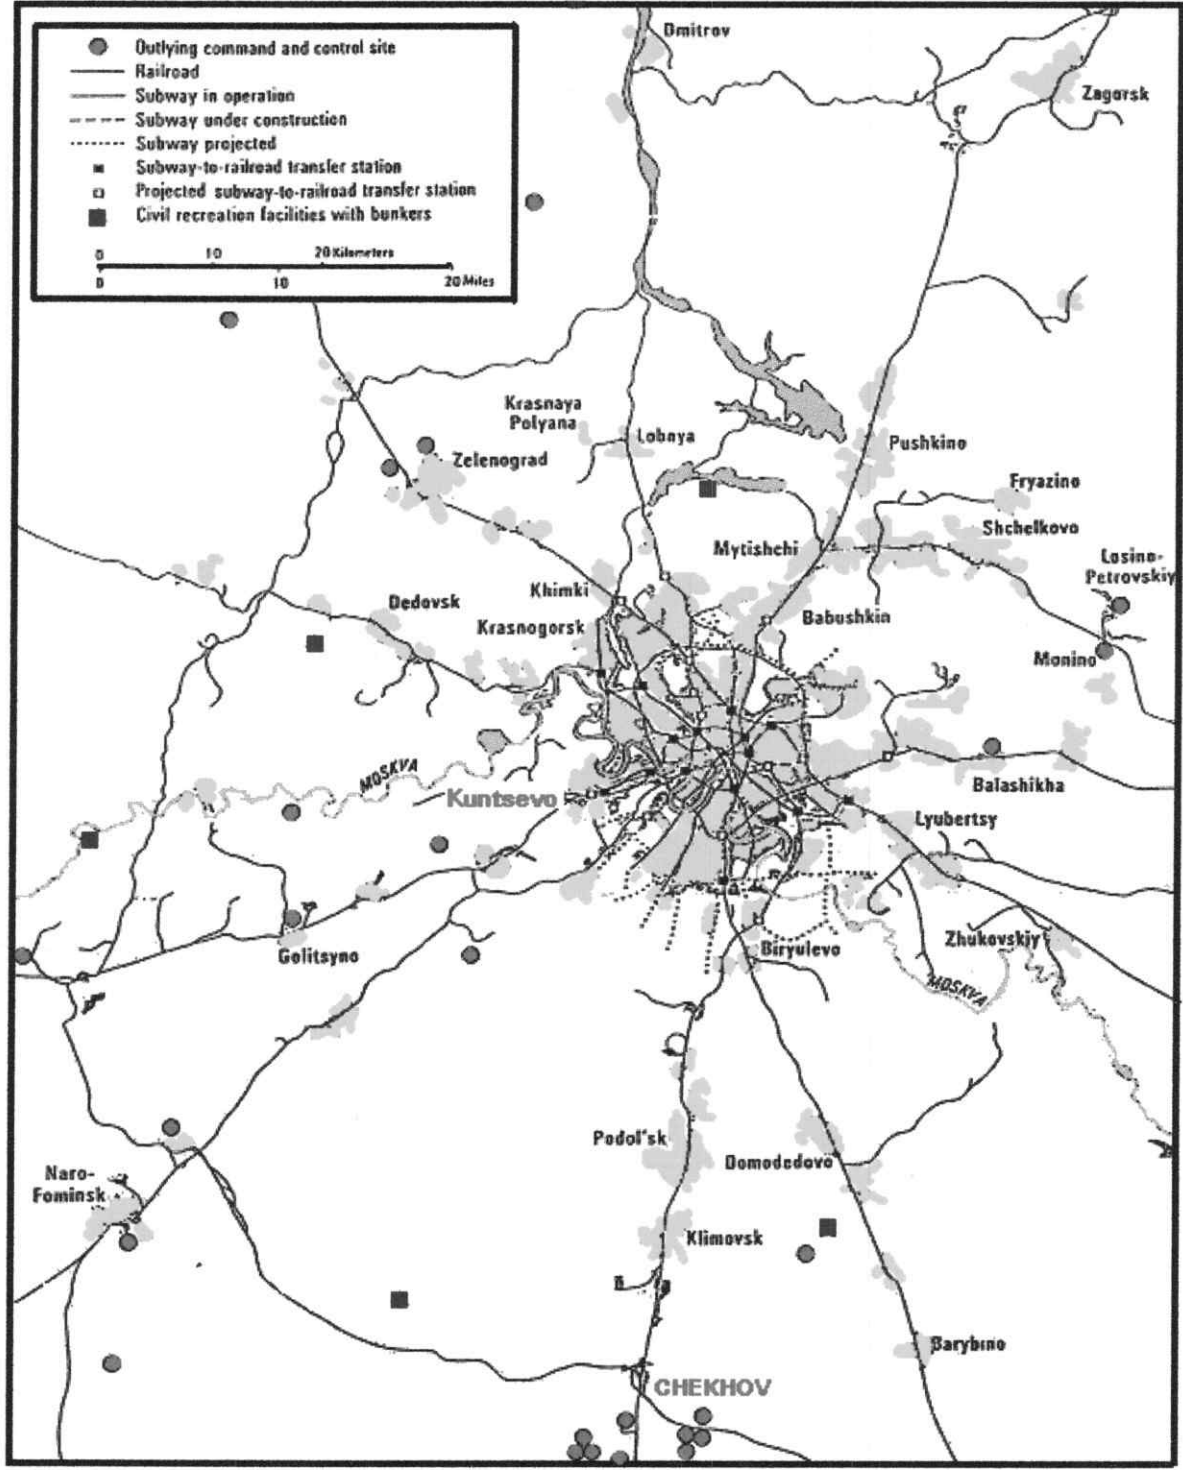 Outlying command and control site
Railroad
Subway in operation
Subway under construction
Subway projected
Subway-to-railroad transfer station
Projected subway-to-railroad transfer station
Civil recreation facilities with bunkers
0 10 20 Kilometers
0 10 20 Miles
Dmitrov
Zagorsk
Krasnaya
Polyana
Lobnya
Pushkino
Zelenograd
Fryazino
Shchelkovo
Mytishchi
Losino-
Petrovskiy
Khimki
Dedovsk
Babushkin
Krasnogorsk
Monino
MOSKVA
Kuntsevo
Balashikha
Lyubertsy
Golitsyno
Biryulevo
Zhukovskiy
MOSKVA
Podol'sk
Domodedovo
Naro-
Fominsk
Klimovsk
Barybino
CHEKHOV